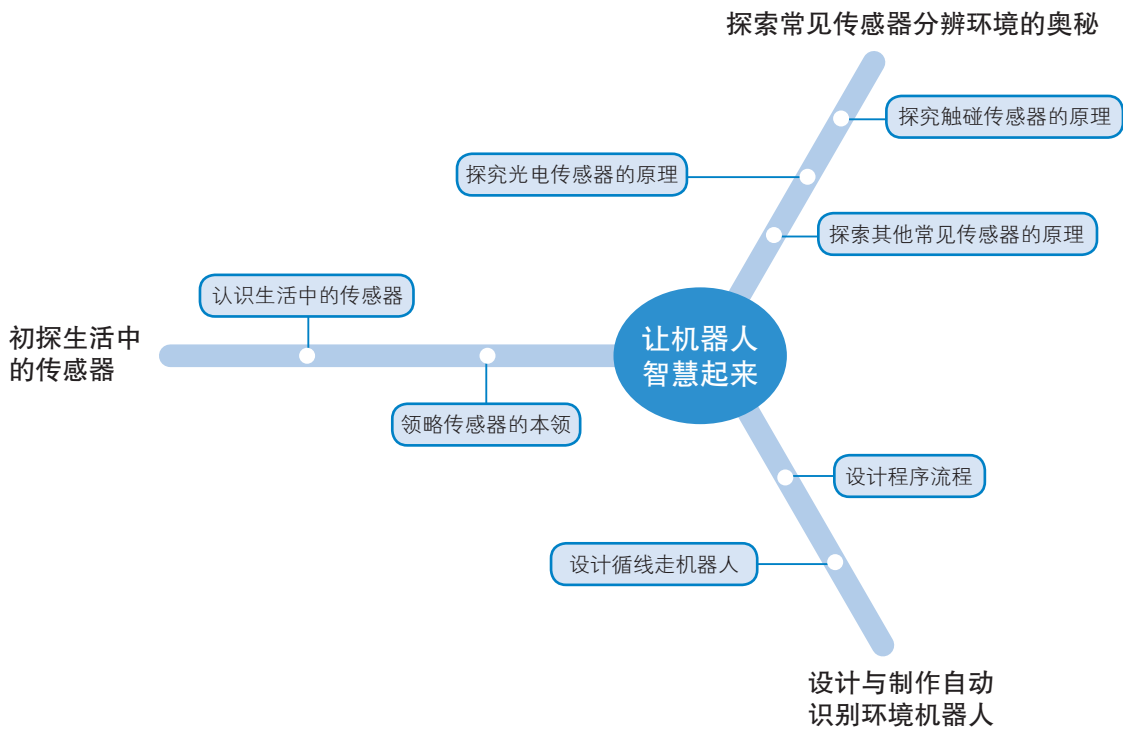 探索常见传感器分辨环境的奥秘
探究触碰传感器的原理
探究光电传感器的原理
探索其他常见传感器的原理
认识生活中的传感器
初探生活中
的传感器
让机器人
智慧起来
领略传感器的本领
设计程序流程
设计循线走机器人
设计与制作自动
识别环境机器人